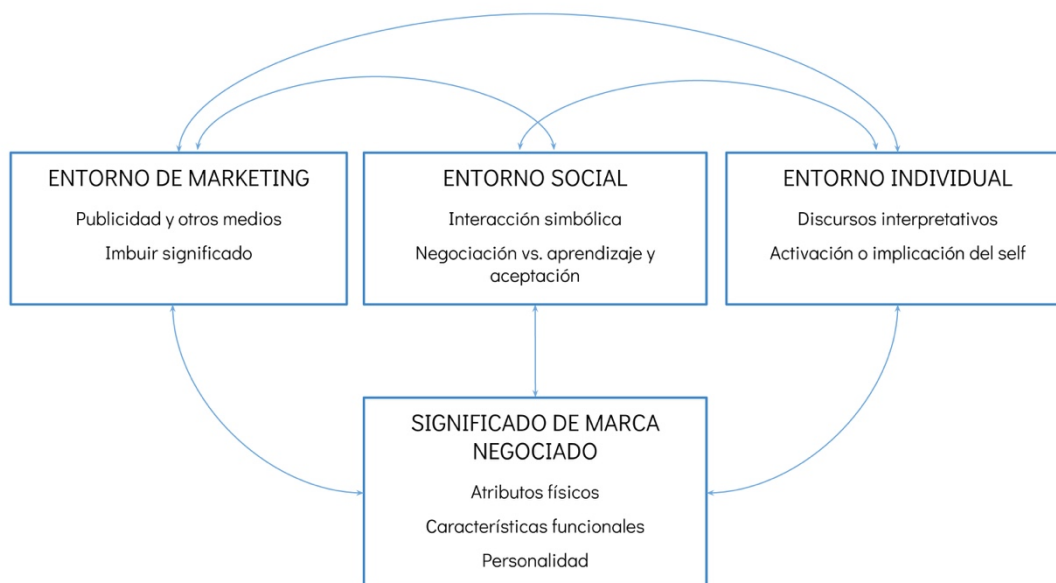 ENTORNO DE MARKETING
Publicidad y otros medios
Imbuir significado
ENTORNO SOCIAL
Interacción simbólica
Negociación vs. aprendizaje y
aceptación
ENTORNO INDIVIDUAL
Discursos interpretativos
Activación o implicación del self
SIGNIFICADO DE MARCA
NEGOCIADO
Atributos físicos
Características funcionales
Personalidad